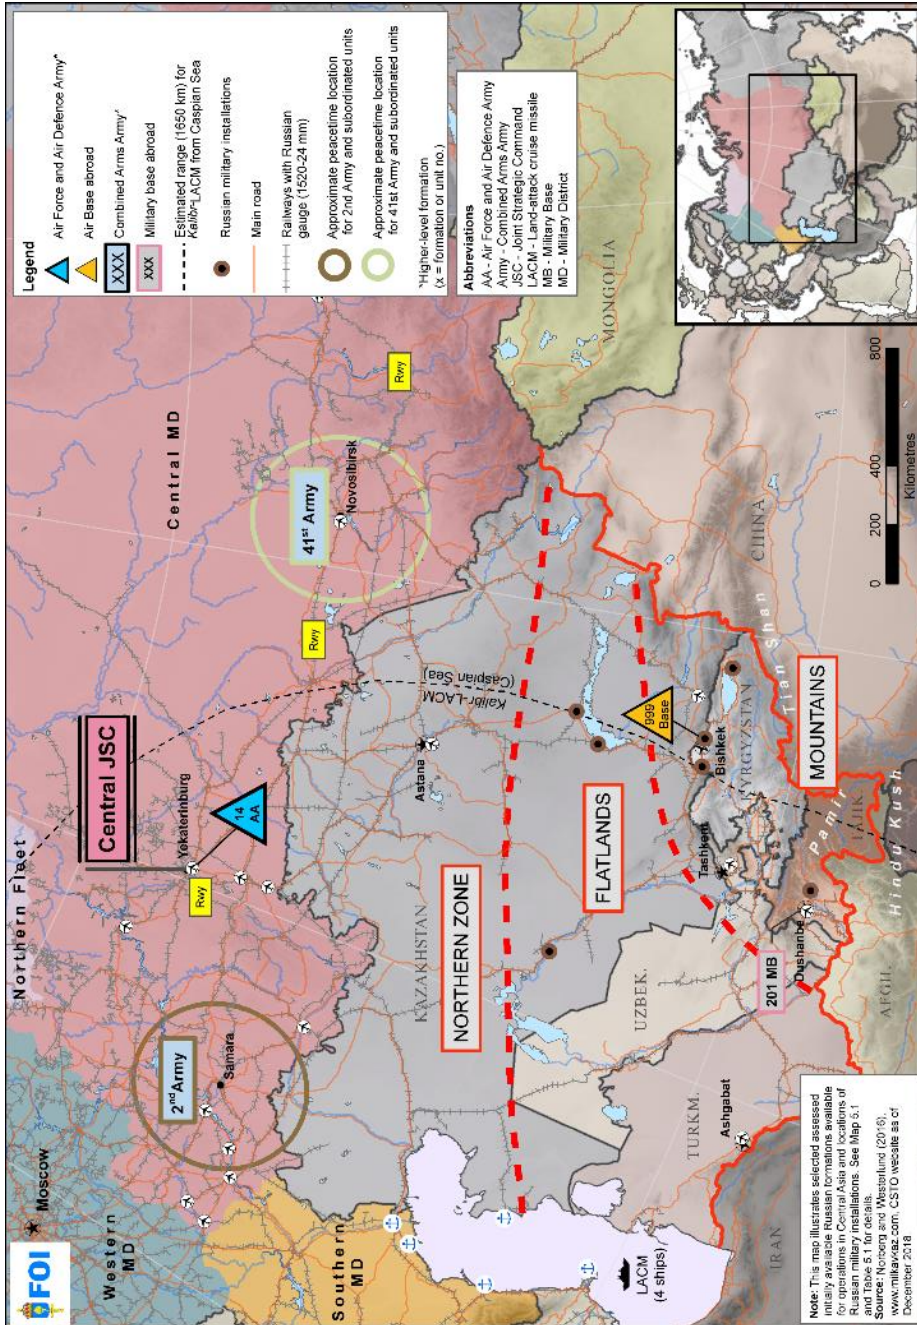 FOI
Legend
Air Force and Air Defence Army*
Air Base abroad
XXX
Combined Arms Army*
XXX
Military base abroad
Estimated range (1650 km) for
Kalibr-LACM from Caspian Sea
Russian military installations
Main road
Railways with Russian
gauge (1520-24 mm)
Approximate peacetime location
for 2nd Army and subordinated units
Approximate peacetime location
for 41st Army and subordinated units
*Higher-level formation
(x = formation or unit no.)
Abbreviations
AA - Air Force and Air Defence Army
Army - Combined Arms Army
JSC - Joint Strategic Command
LACM - Land-attack cruise missile
MB - Military Base
MD - Military District
Moscow
Western
MD
Northern Fleet
Central JSC
Central MD
2nd Army
Samara
Yekaterinburg
Rwy
14
AA
Rwy
41st Army
Novosibirsk
Rwy
Southern
MD
KAZAKHSTAN
Astana
Kalibr-LACM
(Caspian Sea)
MONGOLIA
NORTHERN ZONE
FLATLANDS
LACM
(4 ships)
UZBEK.
TURKM.
Ashgabat
Tashkent
999
Base
Bishkek
KYRGYZSTAN
Tian Shan
CHINA
201 MB
Dushanbe
Pamir
TAJIK.
MOUNTAINS
Hindu Kush
AFGH.
IRAN
0 200 400 800
Kilometres
Note: This map illustrates selected assessed
initially available Russian formations available
for operations in Central Asia and locations of
Russian military installations. See Map 5.1
and Table 5.1 for details.
Source: Norberg and Westerlund (2016),
www.milkavkaz.com, CSTO website as of
December 2018